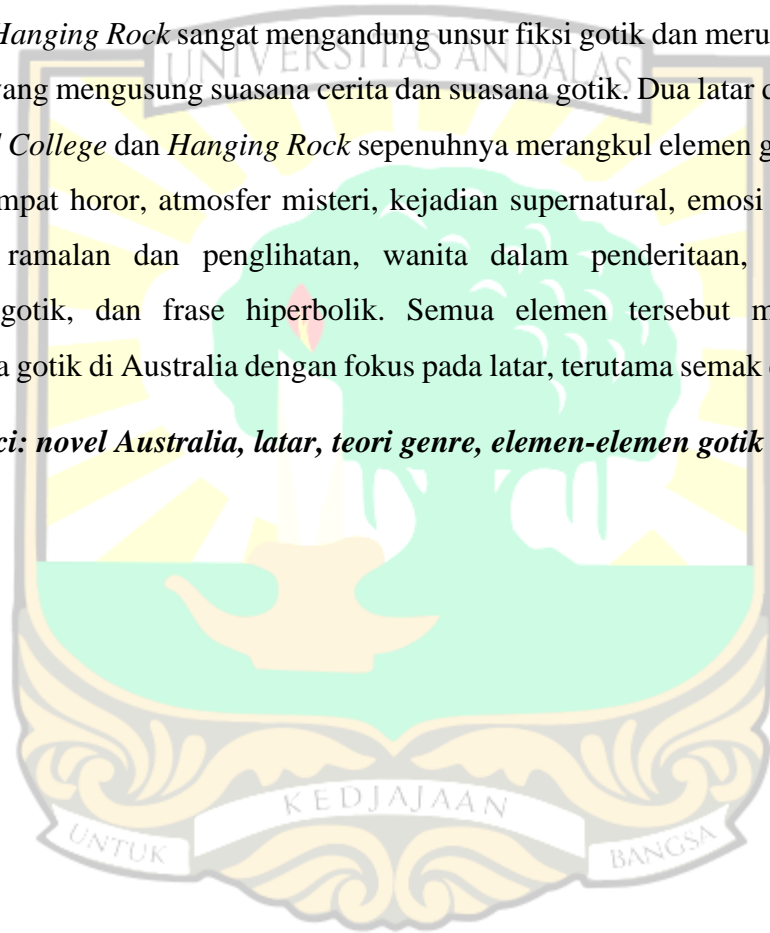 Hanging Rock sangat mengandung unsur fiksi gotik dan meru
UNIVERSITAS ANDALAS
yang mengusung suasana cerita dan suasana gotik. Dua latar
College dan Hanging Rock sepenuhnya merangkul elemen
horor, atmosfer misteri, kejadian supernatural, emosi
ramalan dan penglihatan, wanita dalam penderitaan,
gotik, dan frase hiperbolik. Semua elemen tersebut
gotik di Australia dengan fokus pada latar, terutama semak
novel Australia, latar, teori genre, elemen-elemen gotik
KEDJAJAAN
UNTUK
BANGSA